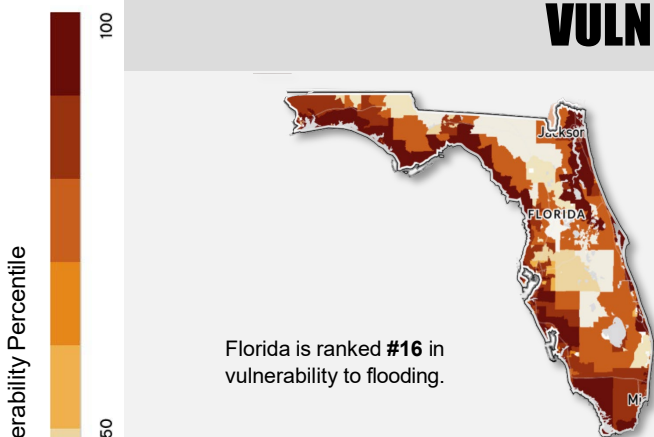 VULN
100
Jackson
FLORIDA
erability Percentile
Florida is ranked #16 in
vulnerability to flooding.
Mi
50